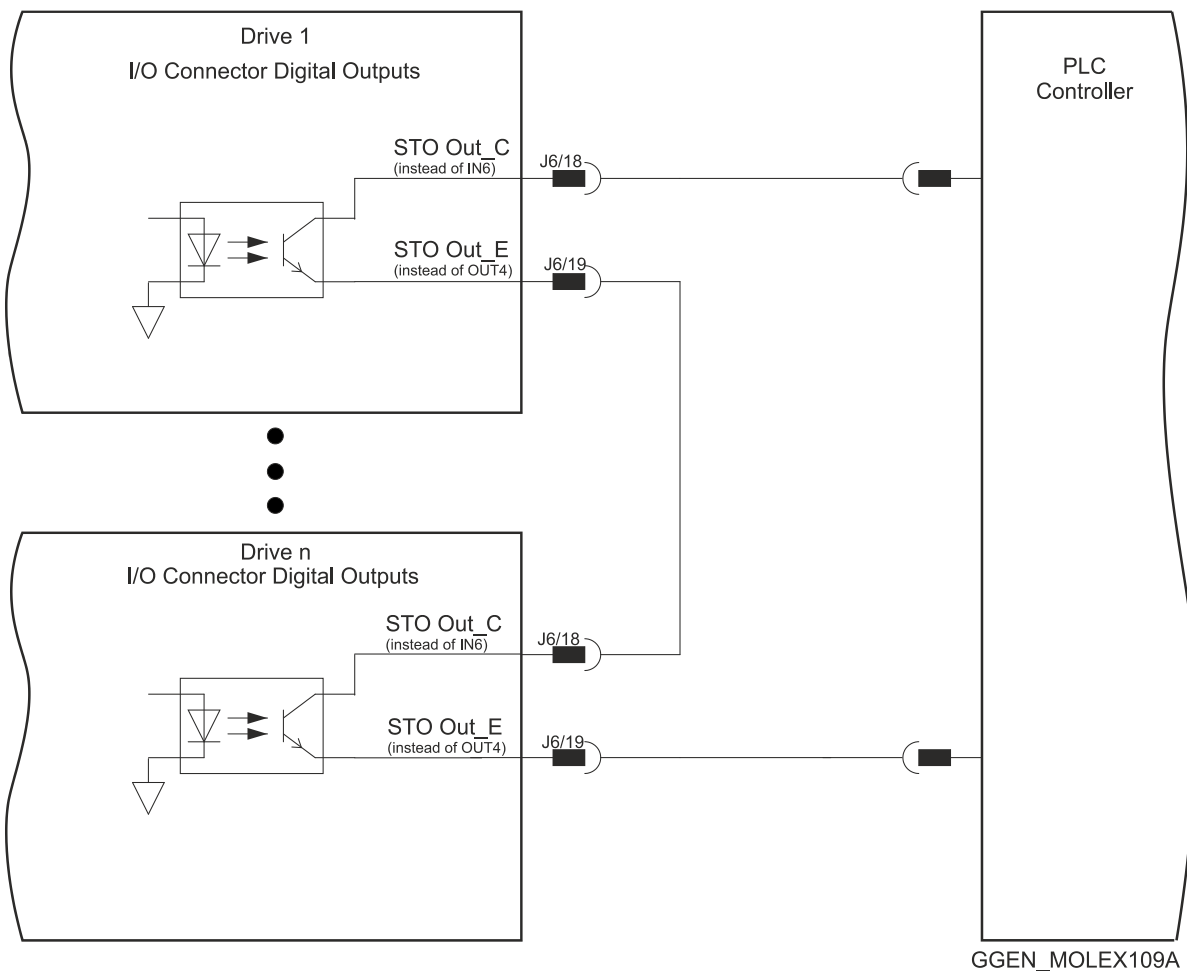 Drive 1
I/O Connector Digital Outputs
PLC
Controller
STO Out_C
(instead of IN6)
J6/18
STO Out_E
(instead of OUT4)
J6/19
Drive n
I/O Connector Digital Outputs
STO Out_C
(instead of IN6)
J6/18
STO Out_E
(instead of OUT4)
J6/19
GGEN_MOLEX109A